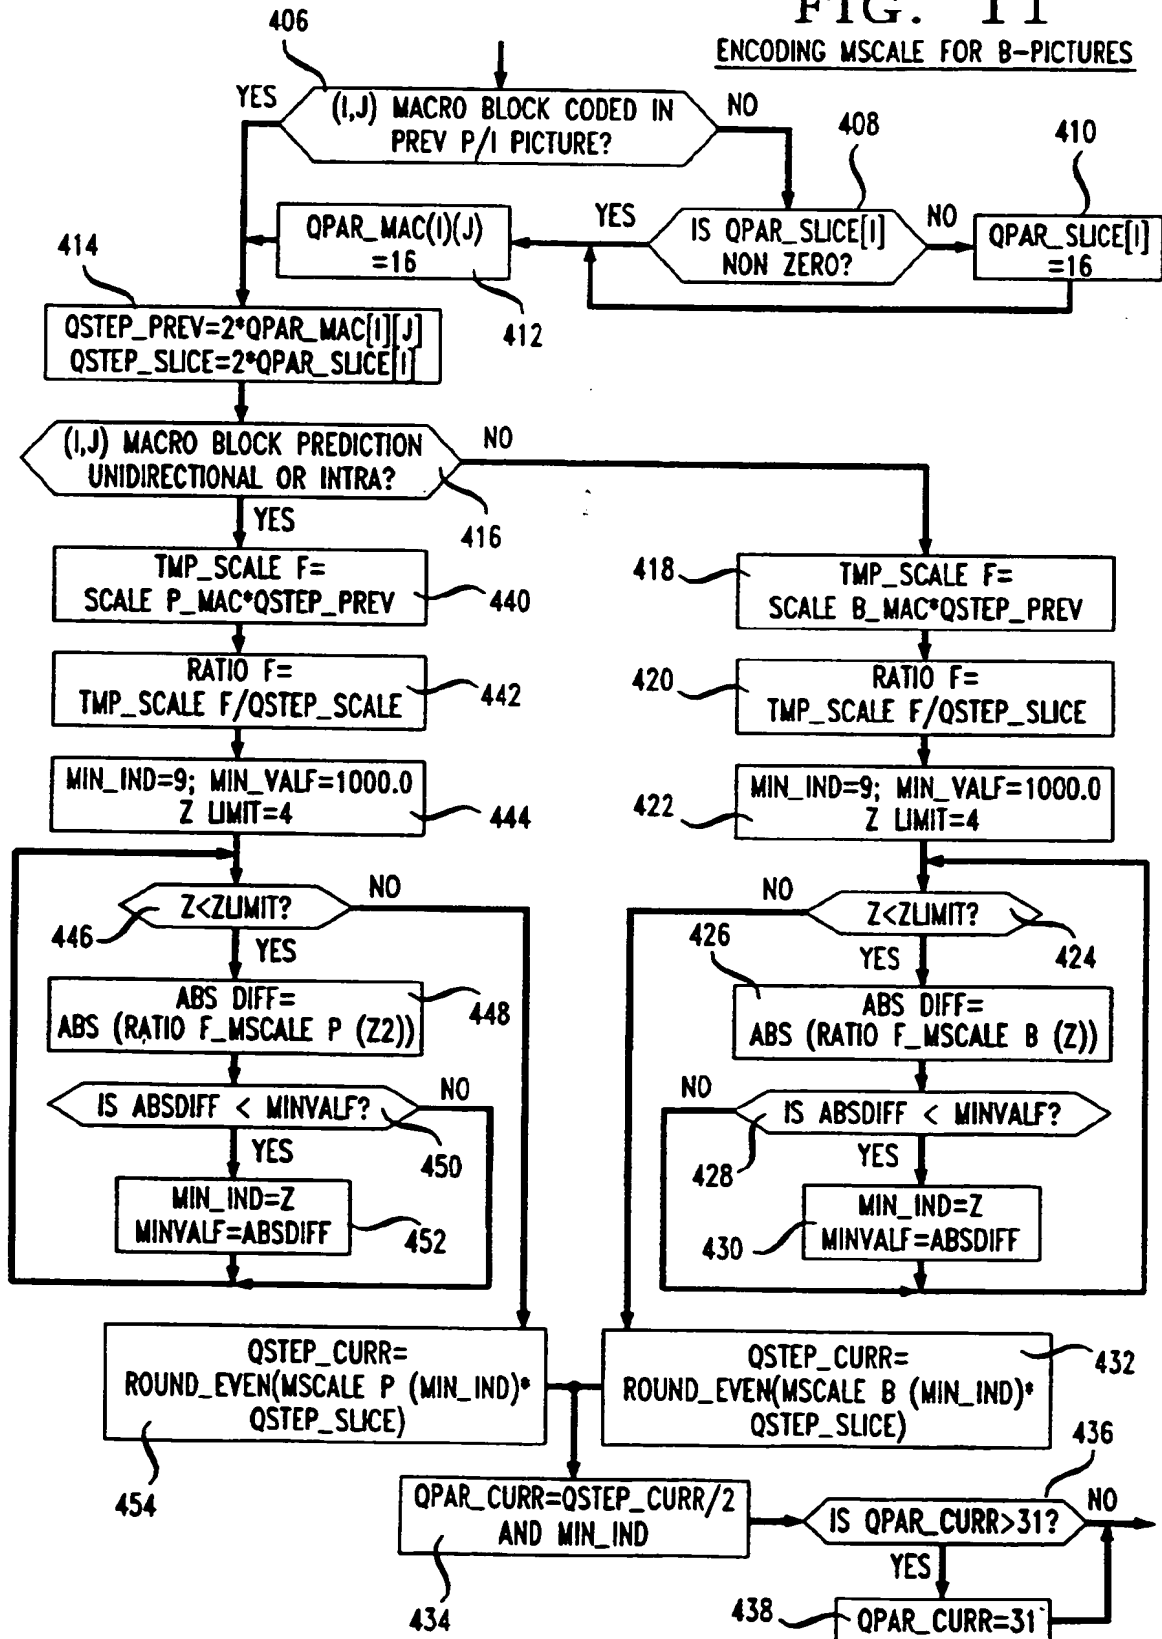 FIG. 11
ENCODING MSCALE FOR B-PICTURES
406
YES
(I,J) MACRO BLOCK CODED IN
PREV P/I PICTURE?
NO
408
410
YES
IS QPAR_SLICE[I]
NON ZERO?
NO
QPAR_SLICE[I]
=16
QPAR_MAC(I)(J)
=16
412
414
QSTEP_PREV=2*QPAR_MAC[I][J]
QSTEP_SLICE=2*QPAR_SLICE[I]
(I,J) MACRO BLOCK PREDICTION
UNIDIRECTIONAL OR INTRA?
NO
YES
416
TMP_SCALE F=
SCALE P_MAC*QSTEP_PREV
440
418
TMP_SCALE F=
SCALE B_MAC*QSTEP_PREV
RATIO F=
TMP_SCALE F/QSTEP_SCALE
442
420
RATIO F=
TMP_SCALE F/QSTEP_SLICE
MIN_IND=9; MIN_VALF=1000.0
Z LIMIT=4
444
422
MIN_IND=9; MIN_VALF=1000.0
Z LIMIT=4
Z<ZLIMIT?
NO
446
YES
NO
Z<ZLIMIT?
424
426
YES
ABS DIFF=
ABS (RATIO F_MSCALE P (Z2))
448
ABS DIFF=
ABS (RATIO F_MSCALE B (Z))
IS ABSDIFF < MINVALF?
NO
450
YES
NO
IS ABSDIFF < MINVALF?
428
YES
MIN_IND=Z
MINVALF=ABSDIFF
452
MIN_IND=Z
MINVALF=ABSDIFF
430
QSTEP_CURR=
ROUND_EVEN(MSCALE P (MIN_IND)*
QSTEP_SLICE)
454
QSTEP_CURR=
ROUND_EVEN(MSCALE B (MIN_IND)*
QSTEP_SLICE)
432
QPAR_CURR=QSTEP_CURR/2
AND MIN_IND
434
436
IS QPAR_CURR>31?
NO
YES
438
QPAR_CURR=31